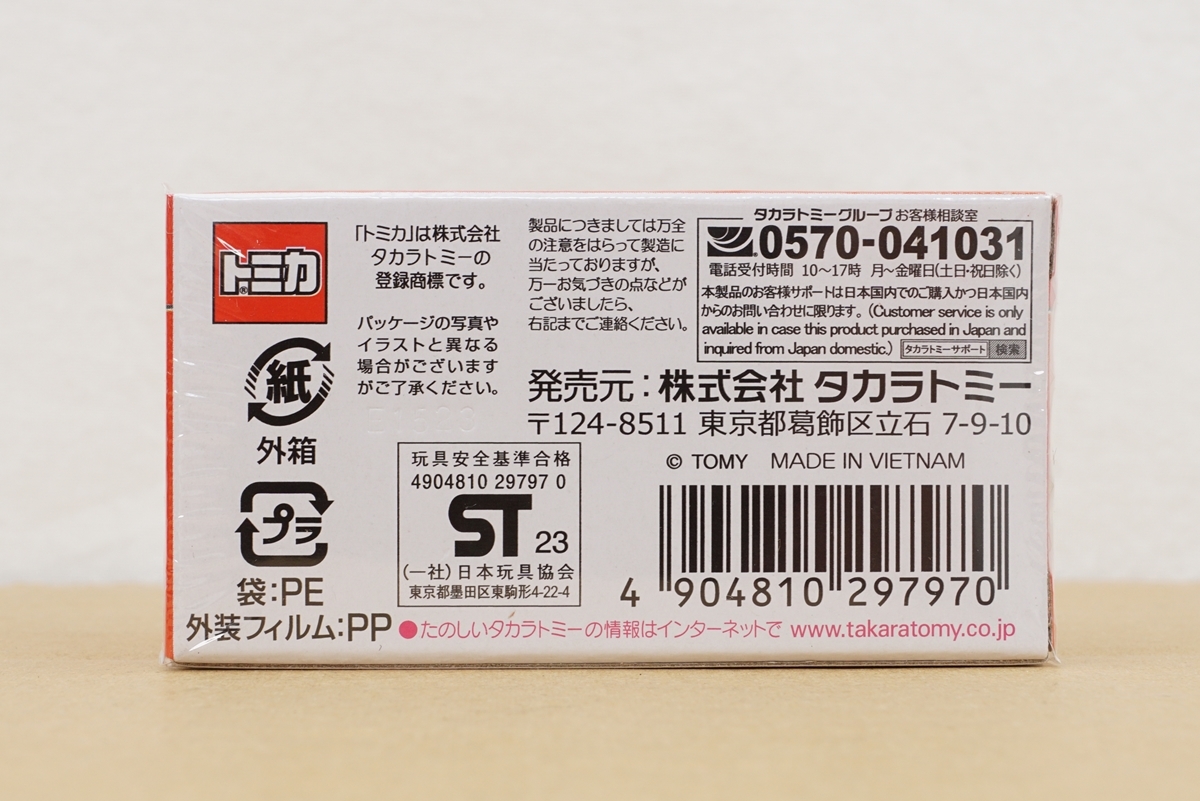 トミカ
®
「トミカ」は株式会社
タカラトミーの
登録商標です。
パッケージの写真や
イラストと異なる
場合がございます
がご了承ください。
製品につきましては万全
の注意をはらって製造に
当たっておりますが、
万一お気づきの点などが
ございましたら、
右記までご連絡ください。
タカラトミーグループ お客様相談室
0570-041031
電話受付時間 10〜17時 月〜金曜日(土日・祝日除く)
本製品のお客様サポートは日本国内でのご購入かつ日本国内
からのお問い合わせに限ります。(Customer service is only
available in case this product purchased in Japan and
inquired from Japan domestic.) タカラトミーサポート 検索
発売元:株式会社 タカラトミー
〒124-8511 東京都葛飾区立石 7-9-10
© TOMY MADE IN VIETNAM
紙
外箱
プラ
袋:PE
外装フィルム:PP
玩具安全基準合格
4904810 29797 0
ST 23
(一社)日本玩具協会
東京都墨田区東駒形4-22-4
4 904810 297970
●たのしいタカラトミーの情報はインターネットで www.takaratomy.co.jp